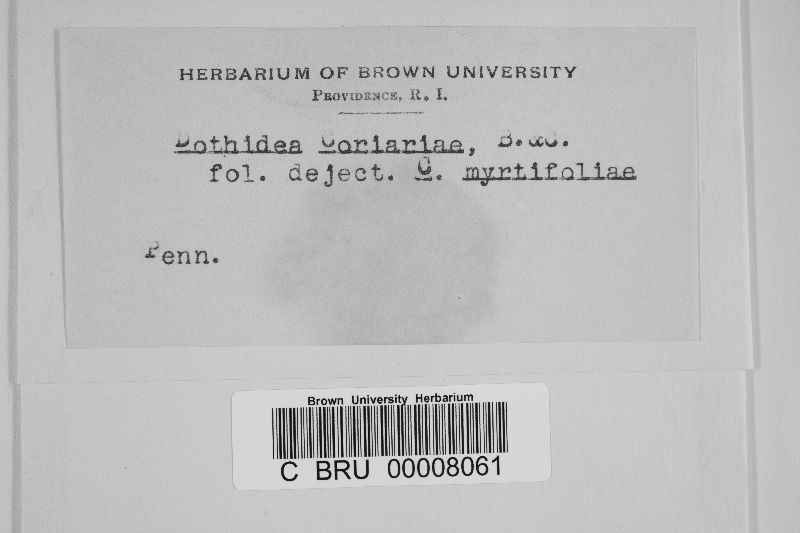 HERBARIUM OF BROWN UNIVERSITY
PROVIDENCE, R. I.
Dothidea Coriariae, B.&C.
fol. deject. C. myrtifoliae
Penn.
Brown University Herbarium
C BRU 00008061